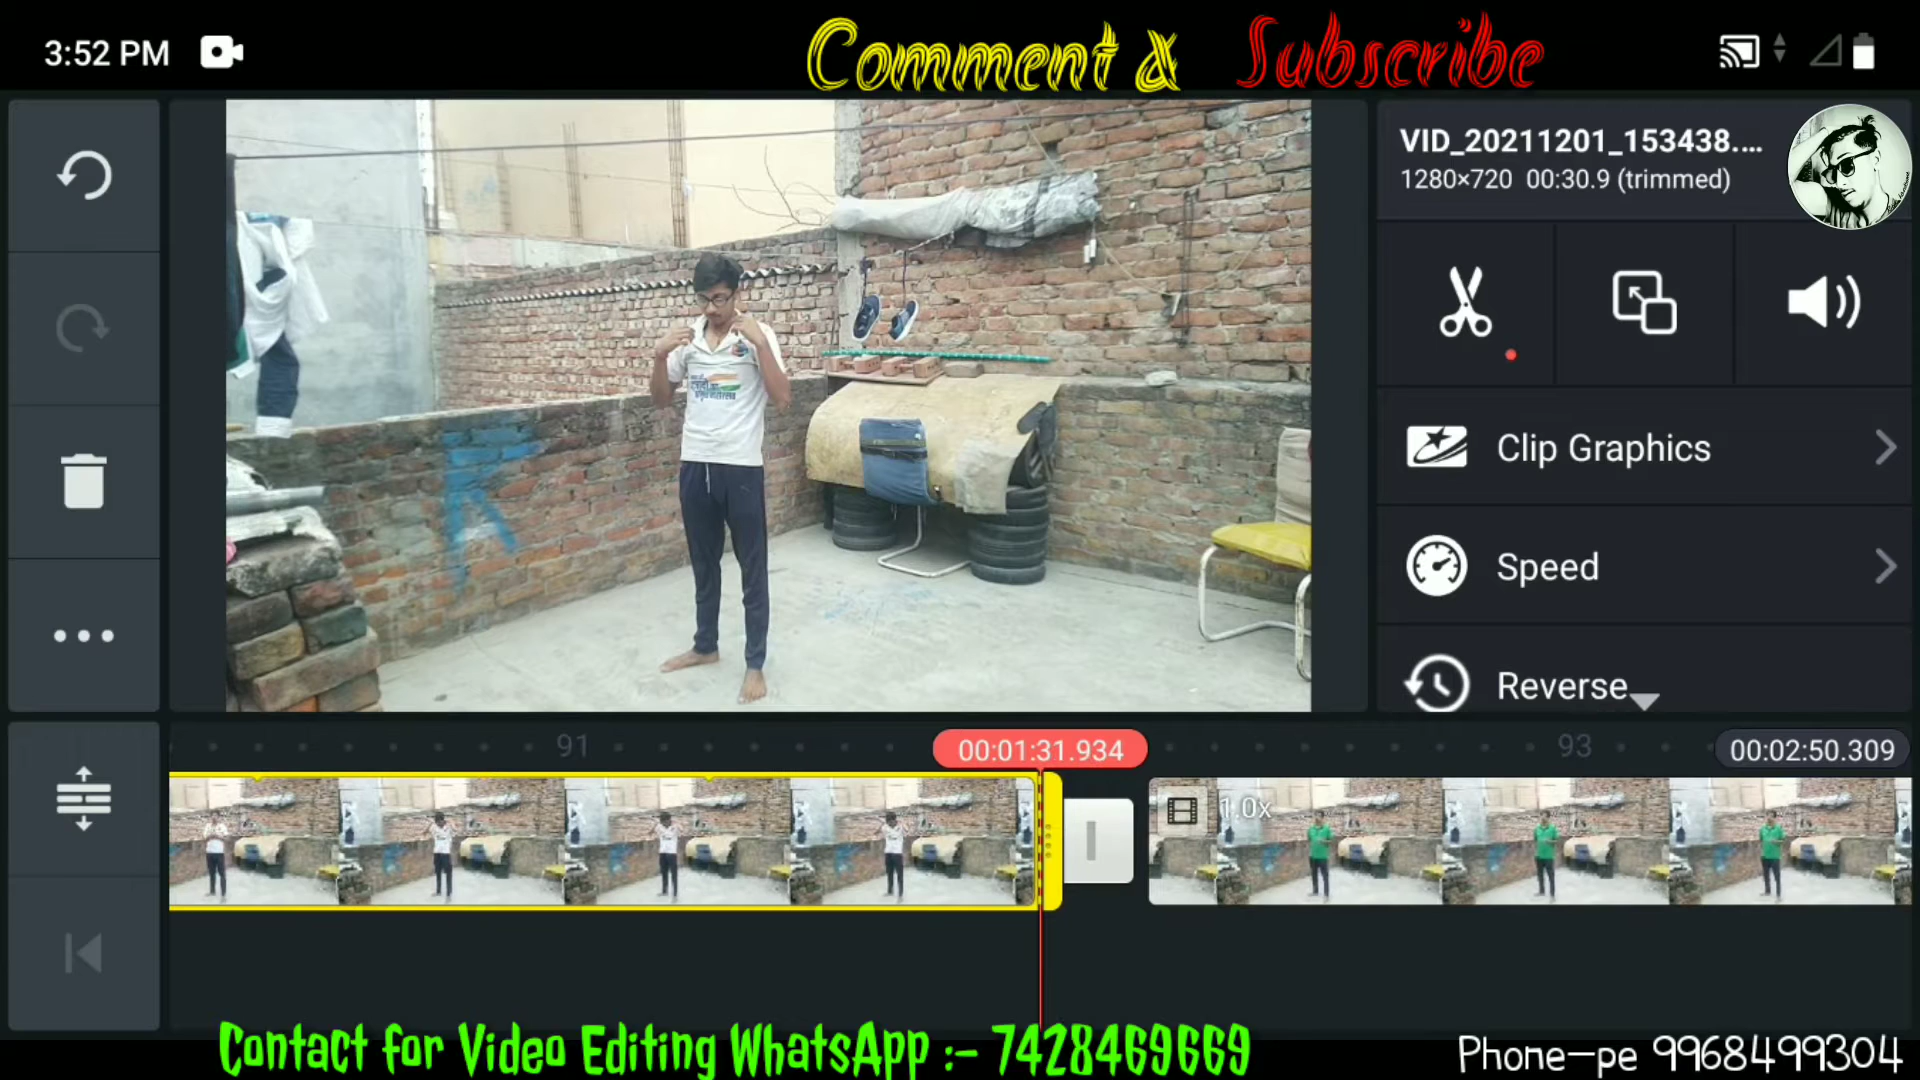 Comment & Subscribe
3:52 PM
VID_20211201_153438.…
1280×720 00:30.9 (trimmed)
Clip Graphics
Speed
Reverse
91
00:01:31.934
93
00:02:50.309
1.0x
Contact for Video Editing WhatsApp :- 7428469669
Phone-pe 9968499304